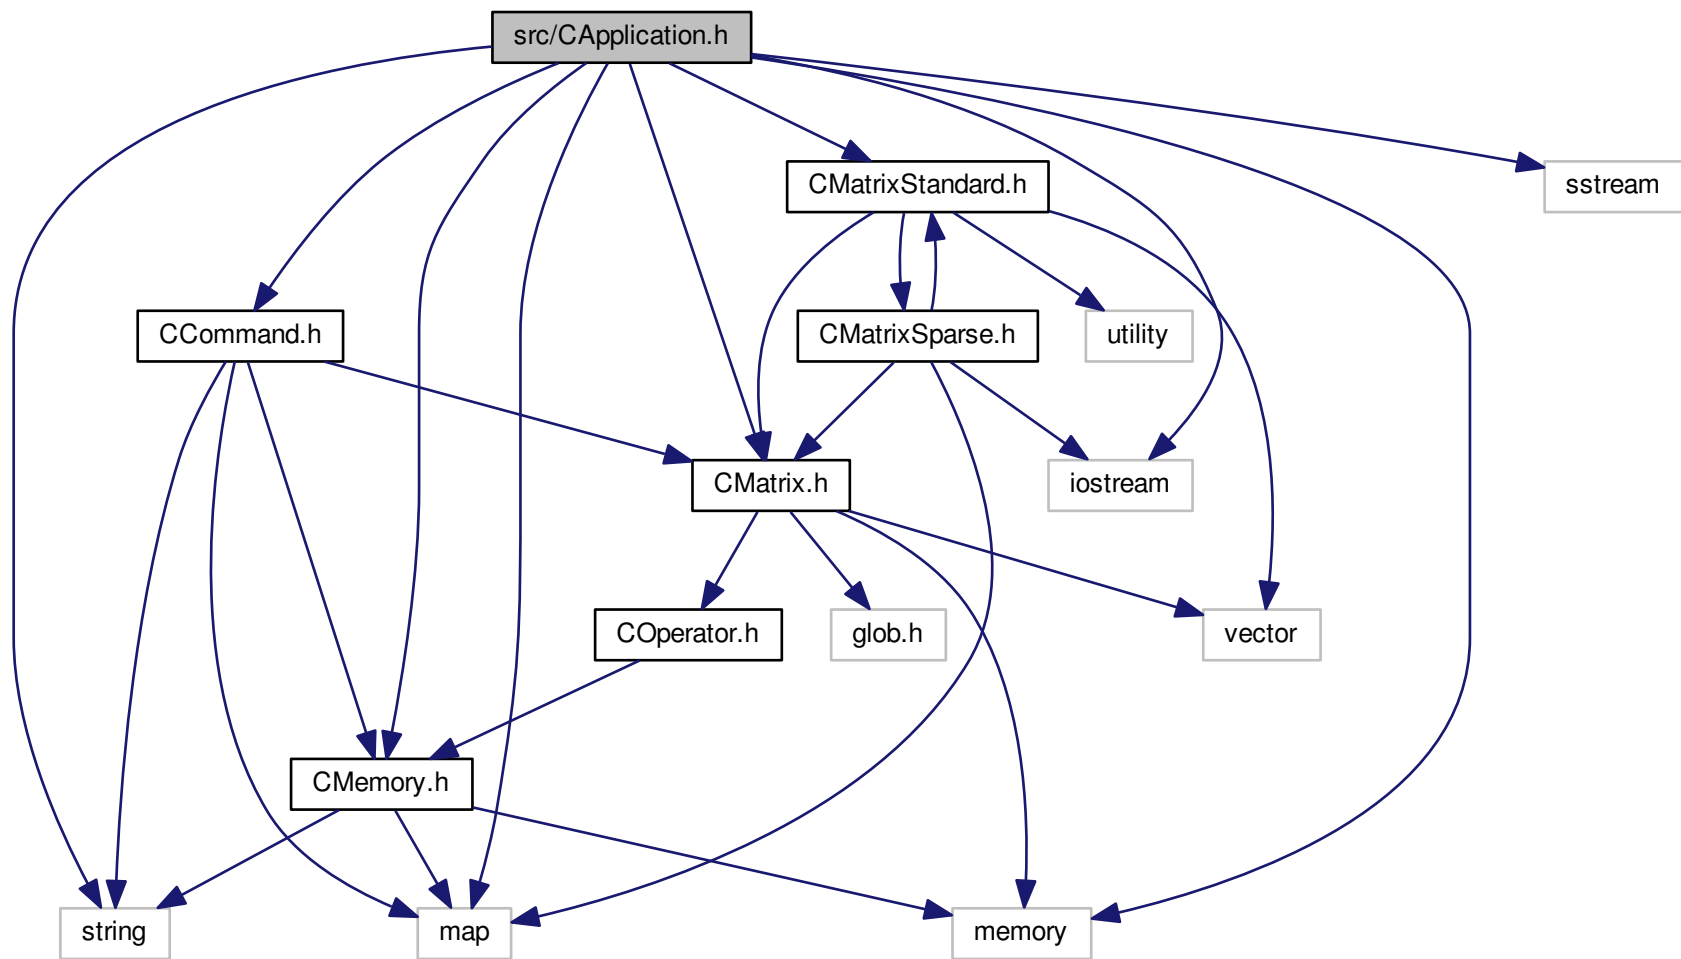 src/CApplication.h
CMatrixStandard.h
sstream
CCommand.h
CMatrixSparse.h
utility
CMatrix.h
iostream
COperator.h
glob.h
vector
CMemory.h
string
map
memory